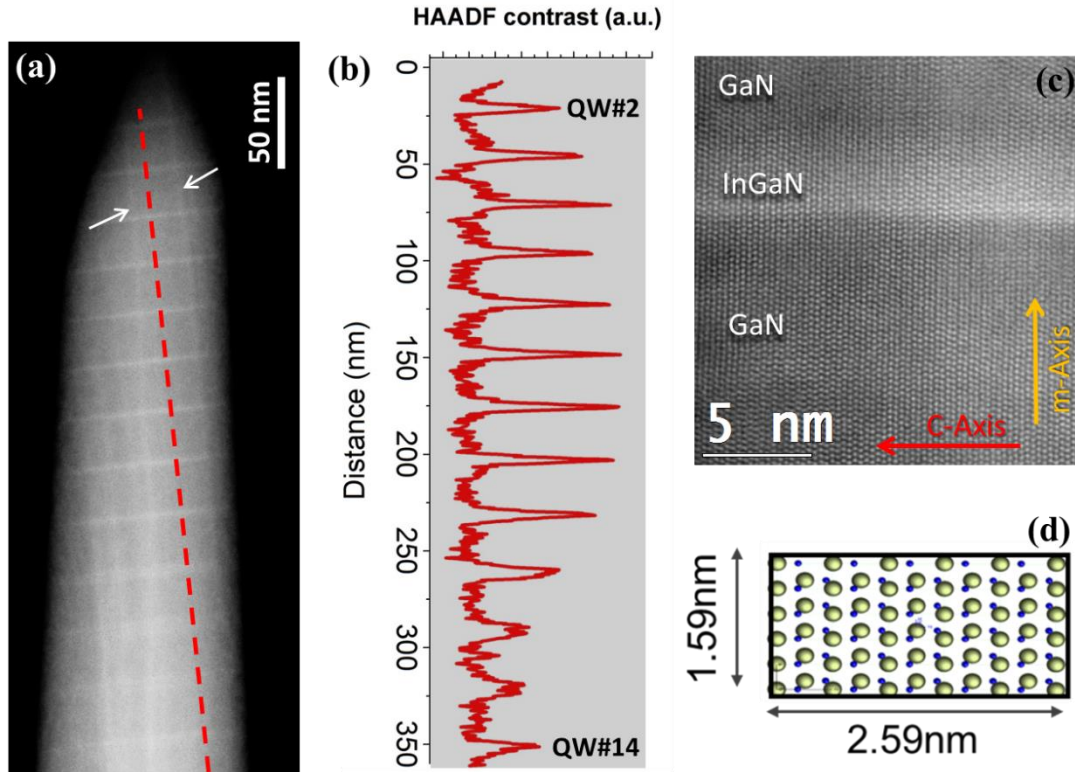 (a)
50 nm
(b)
HAADF contrast (a.u.)
Distance (nm)
0
50
100
150
200
250
300
350
QW#2
QW#14
(c)
GaN
InGaN
GaN
m-Axis
C-Axis
5 nm
(d)
1.59nm
2.59nm